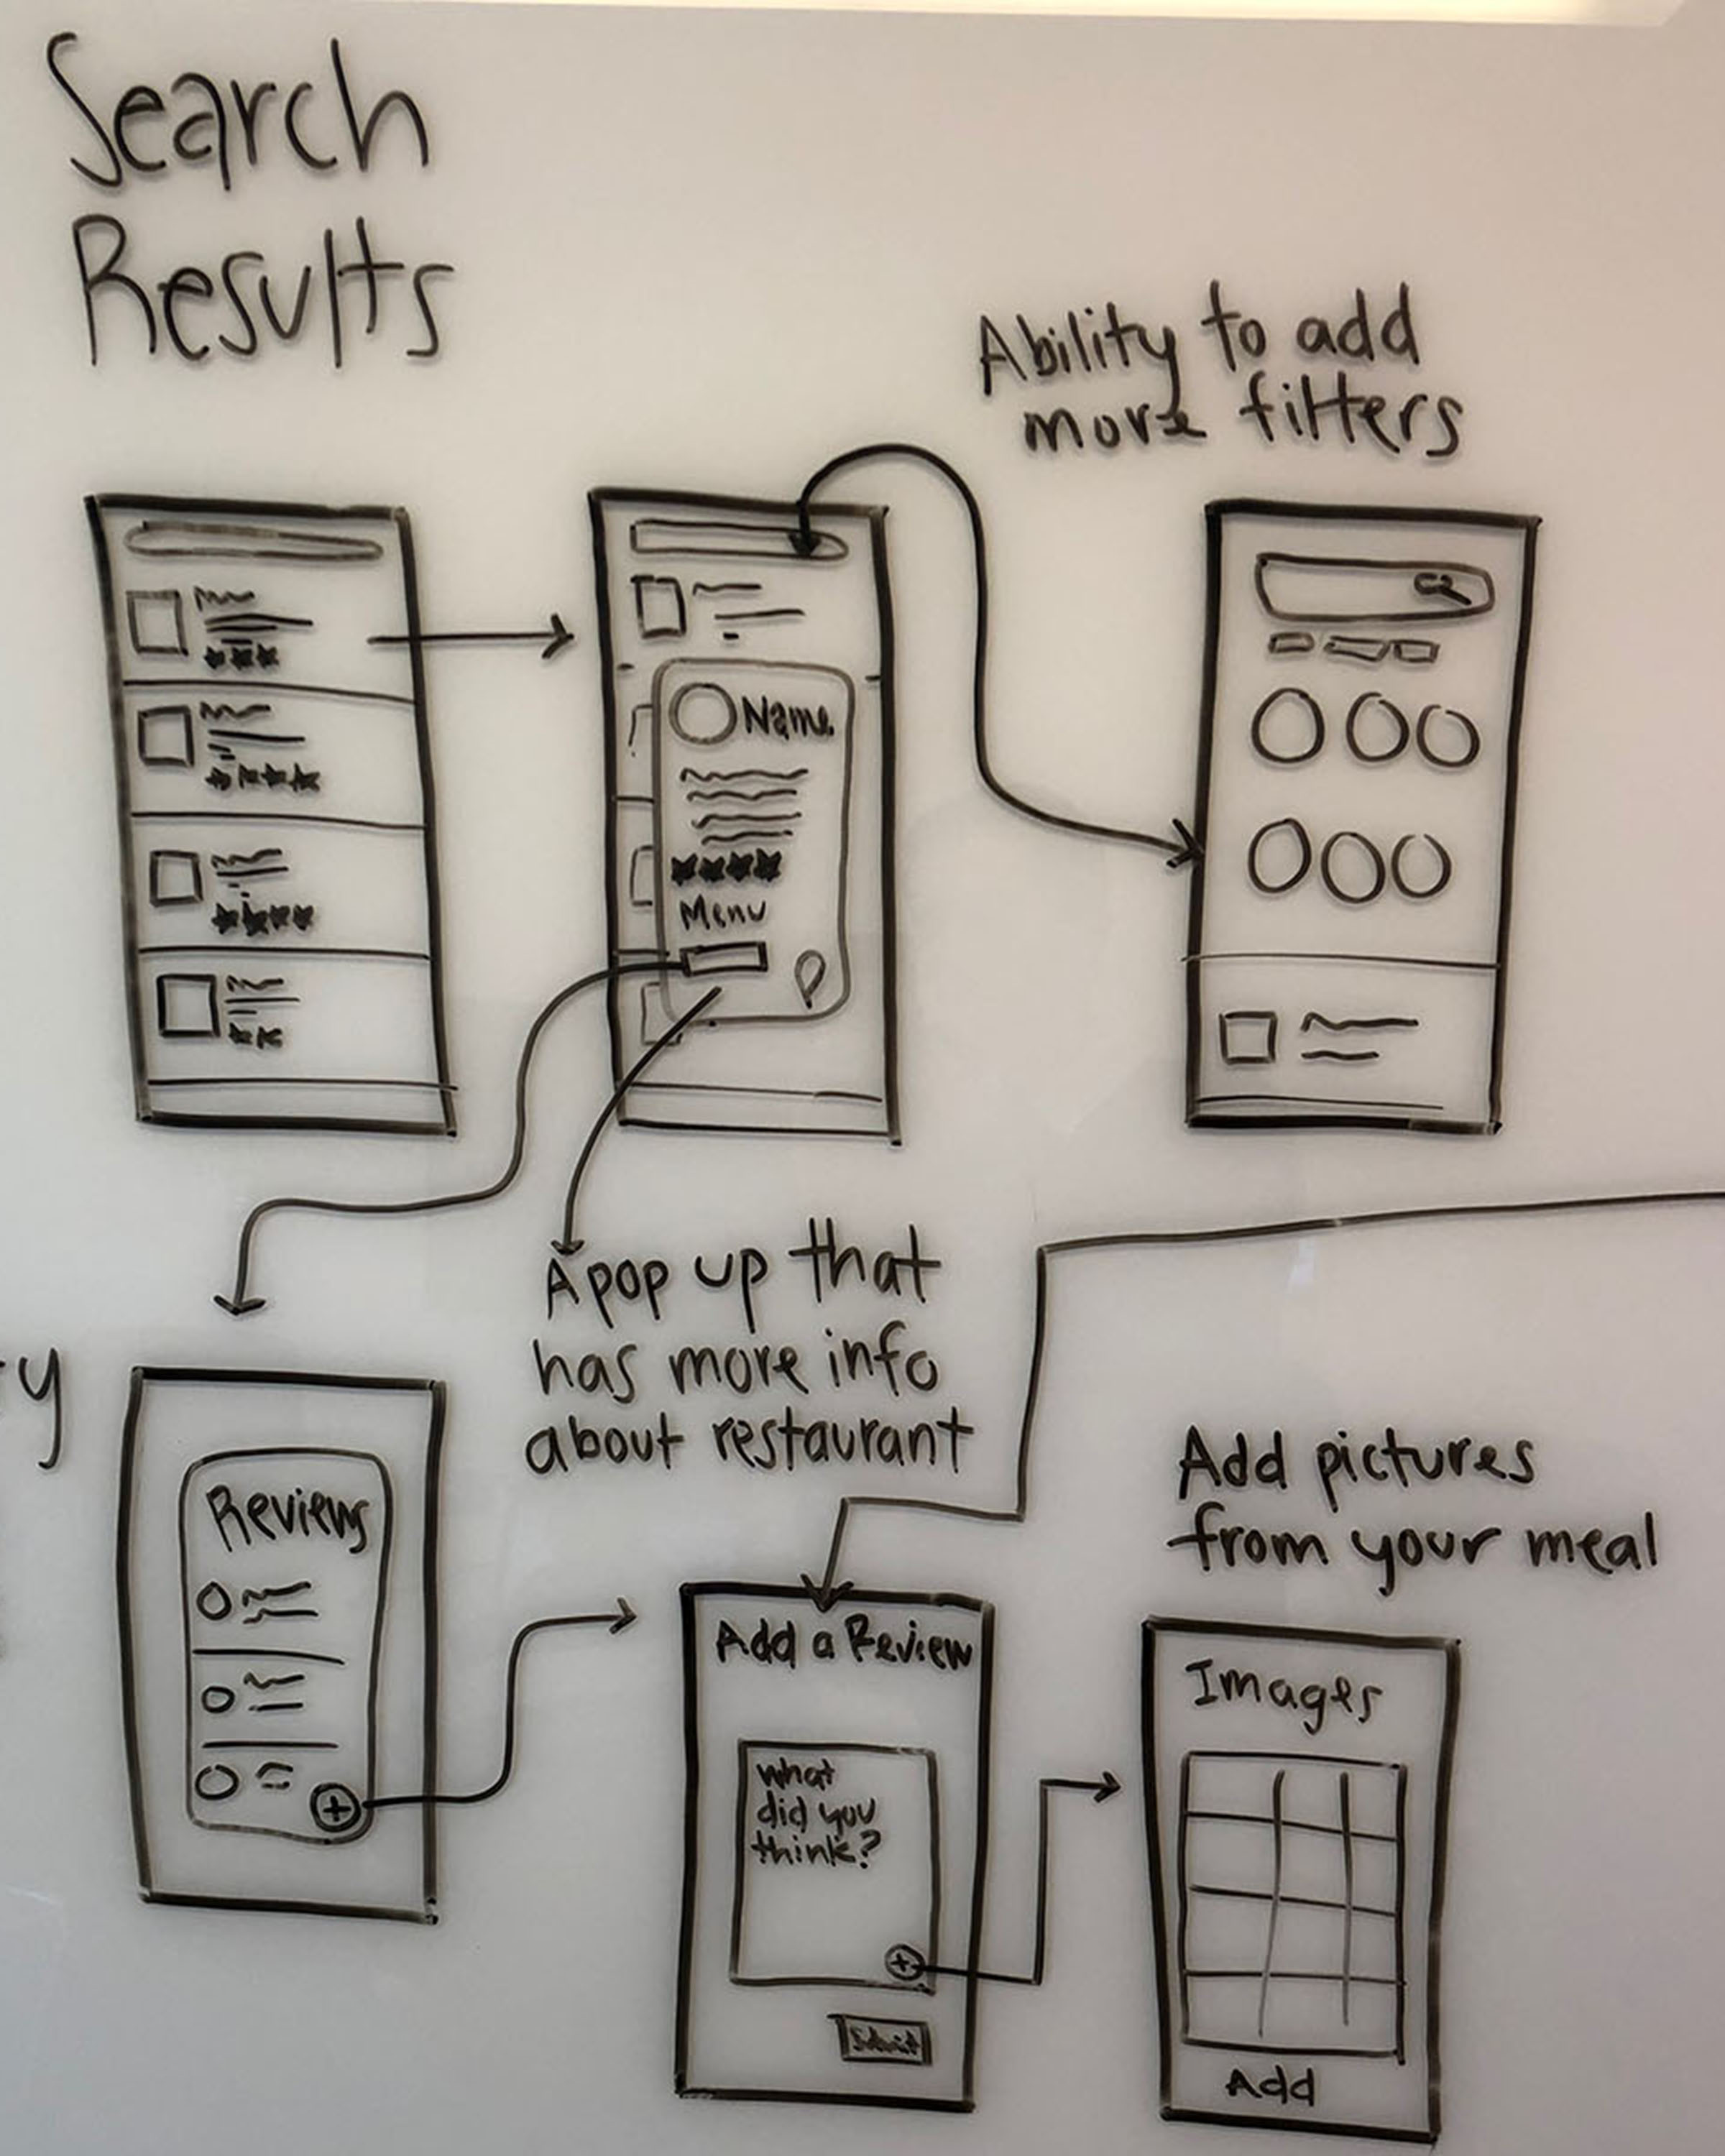 Search
Results
Ability to add
more filters
Name
Menu
A pop up that
has more info
about restaurant
y
Reviews
Add pictures
from your meal
Add a Review
What
did you
think?
Submit
Images
Add